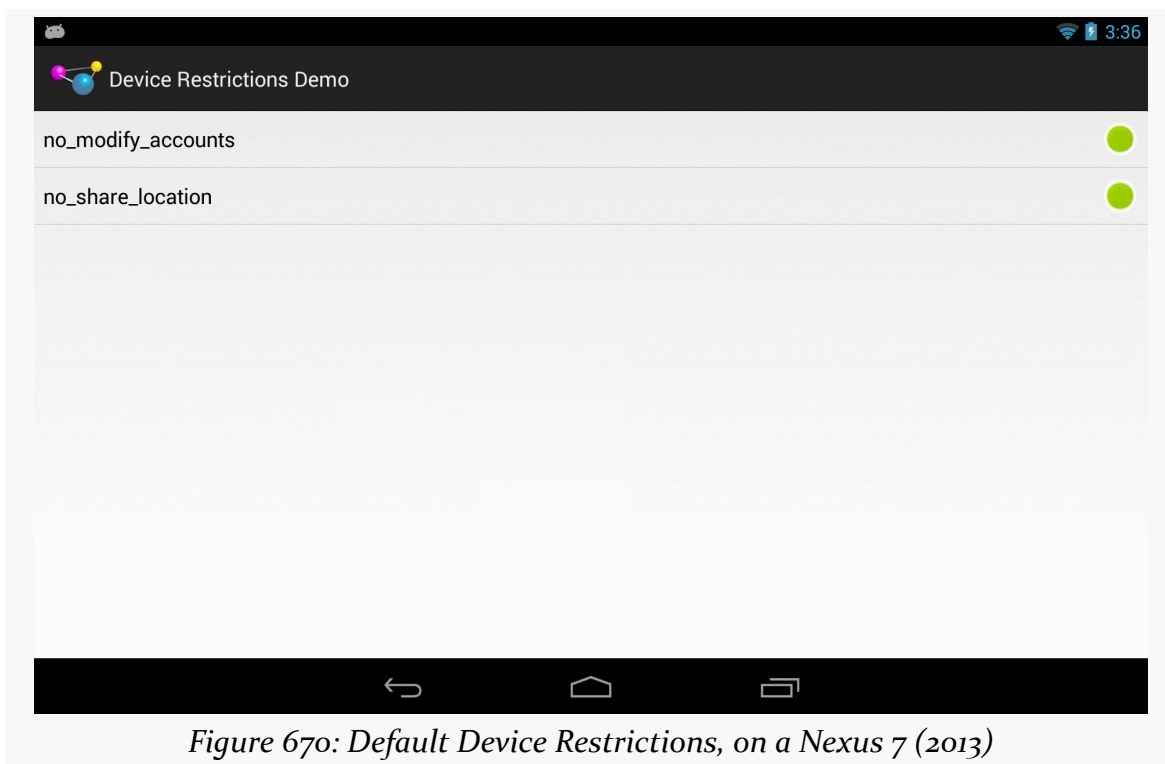 3:36
Device Restrictions Demo
no_modify_accounts
no_share_location
Figure 670: Default Device Restrictions, on a Nexus 7 (2013)